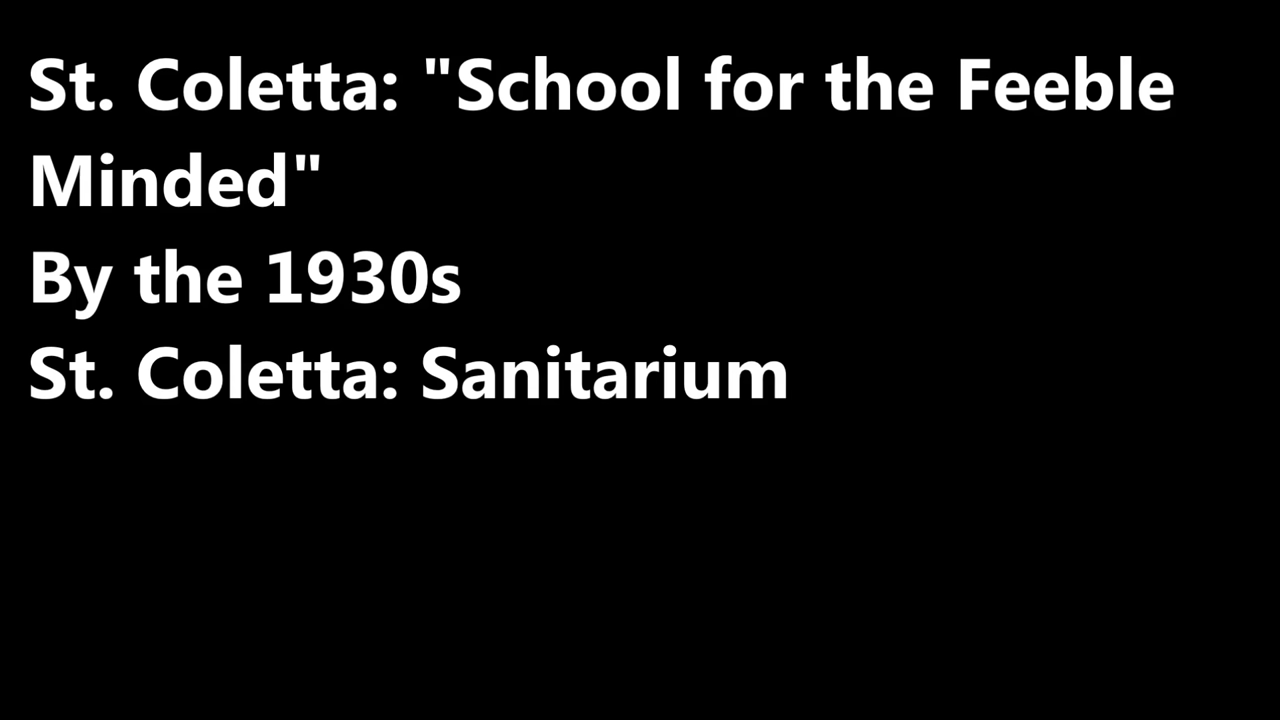 St. Coletta: "School for the Feeble
Minded"
By the 1930s
St. Coletta: Sanitarium